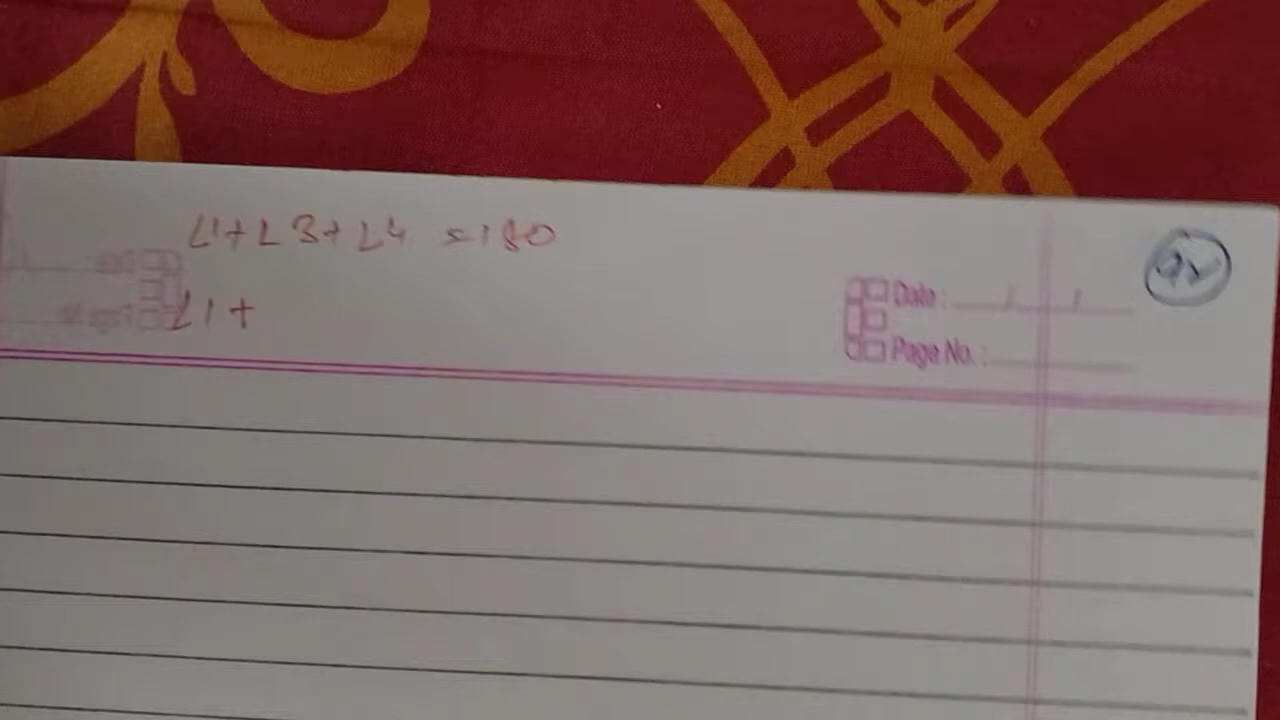 ∠1+∠3+∠4 = 180
∠1+
Date :
Page No. :